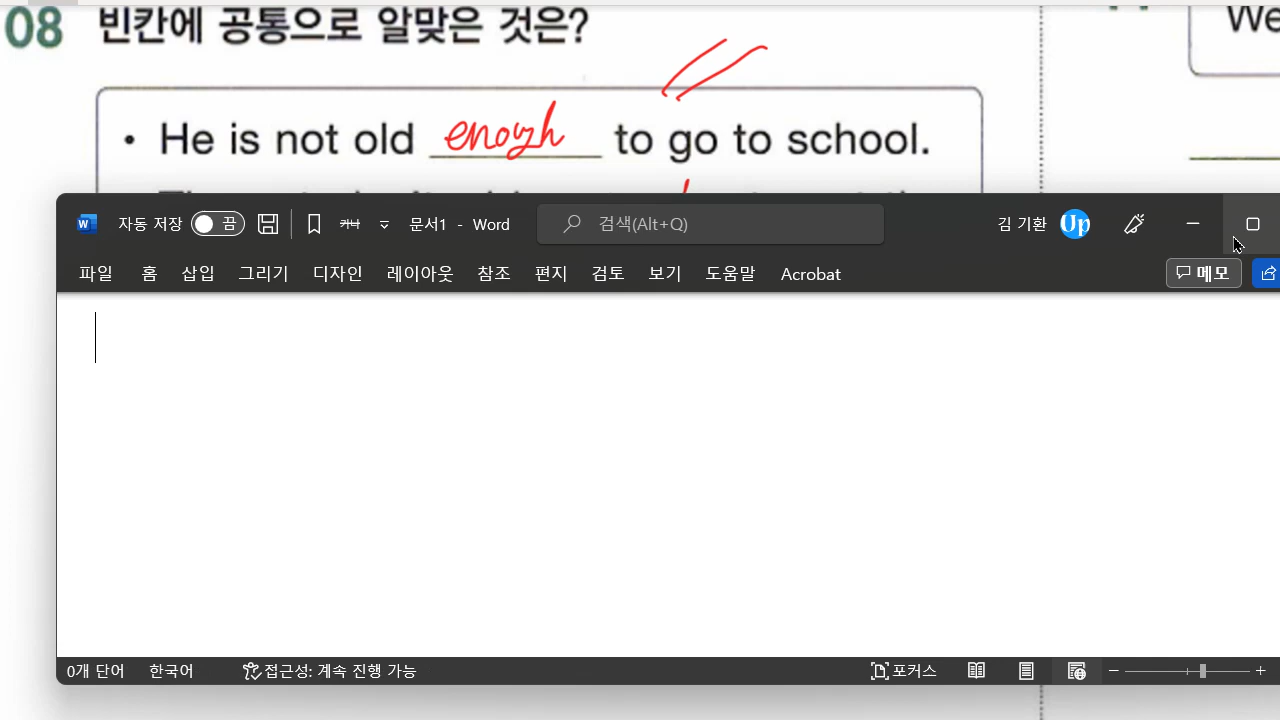 08 빈칸에 공통으로 알맞은 것은?
We
• He is not old enough to go to school.
자동 저장 끔 가나 문서1 - Word 검색(Alt+Q) 김 기환 Up
파일 홈 삽입 그리기 디자인 레이아웃 참조 편지 검토 보기 도움말 Acrobat 메모
0개 단어 한국어 접근성: 계속 진행 가능 포커스